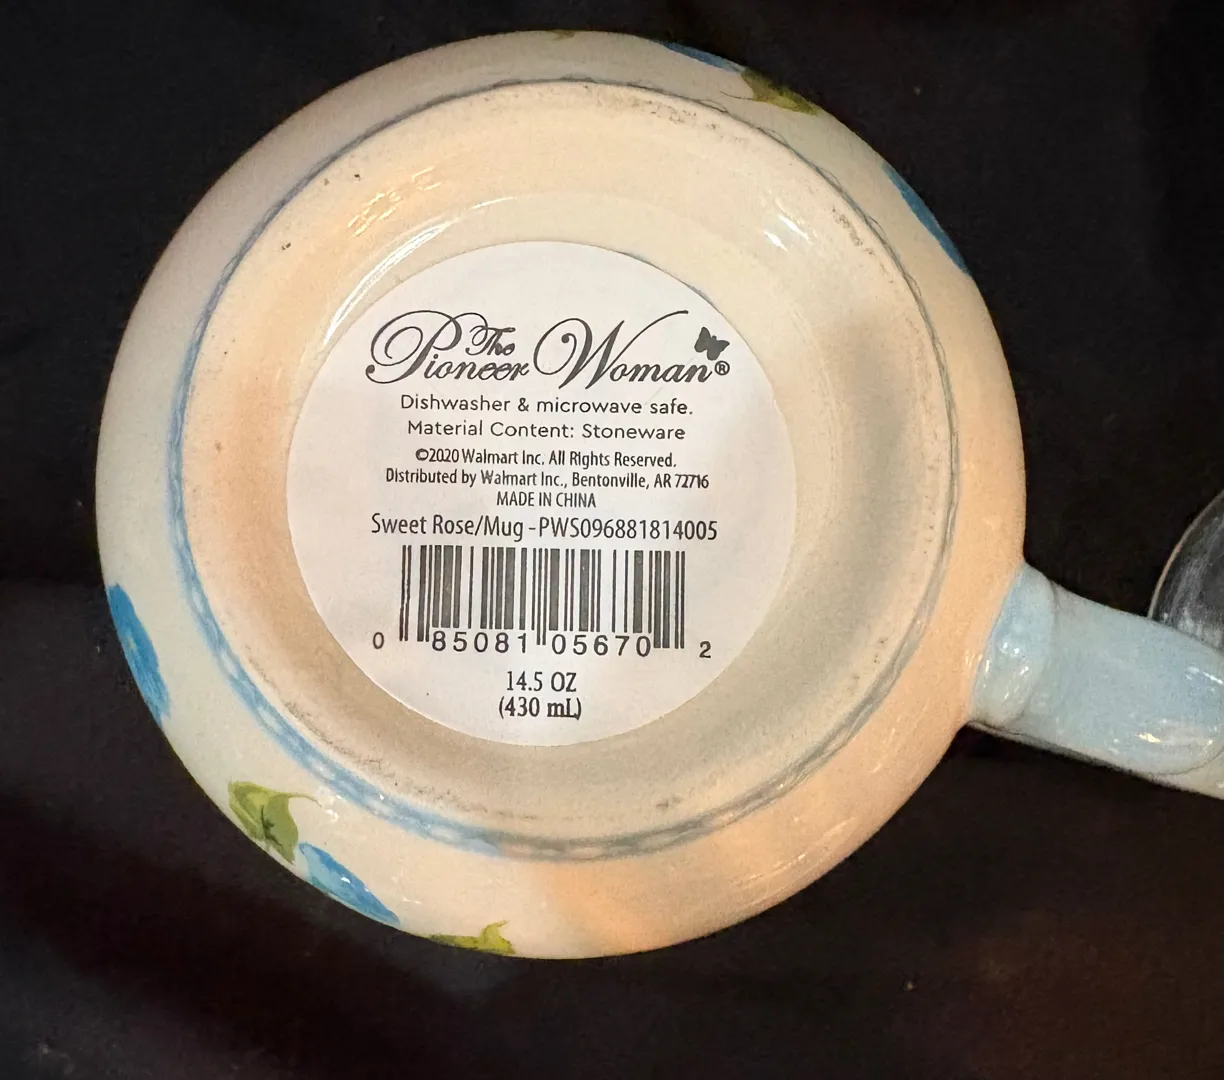 The
Pioneer Woman®
Dishwasher & microwave safe.
Material Content: Stoneware
©2020 Walmart Inc. All Rights Reserved.
Distributed by Walmart Inc., Bentonville, AR 72716
MADE IN CHINA
Sweet Rose/Mug -PWS096881814005
0 85081 05670 2
14.5 OZ
(430 mL)